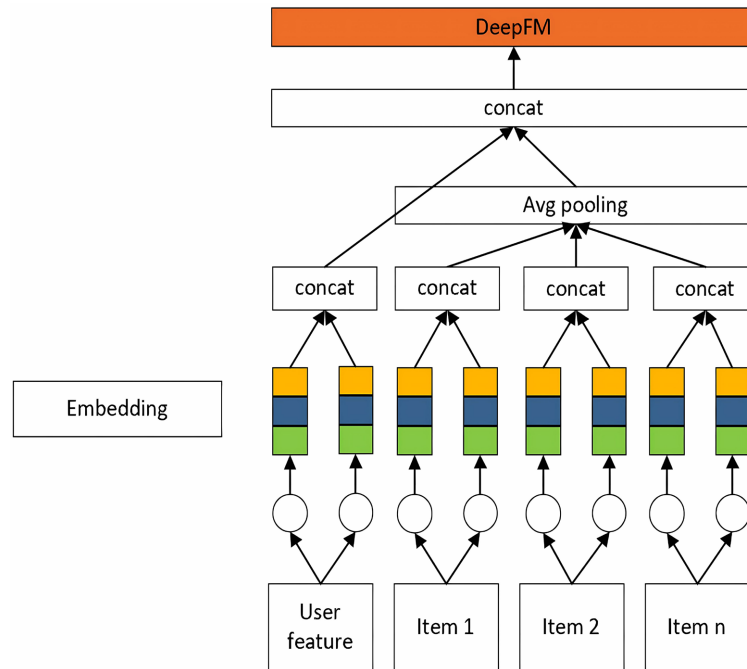 DeepFM
concat
Avg pooling
concat
concat
concat
concat
Embedding
User
feature
Item 1
Item 2
Item n